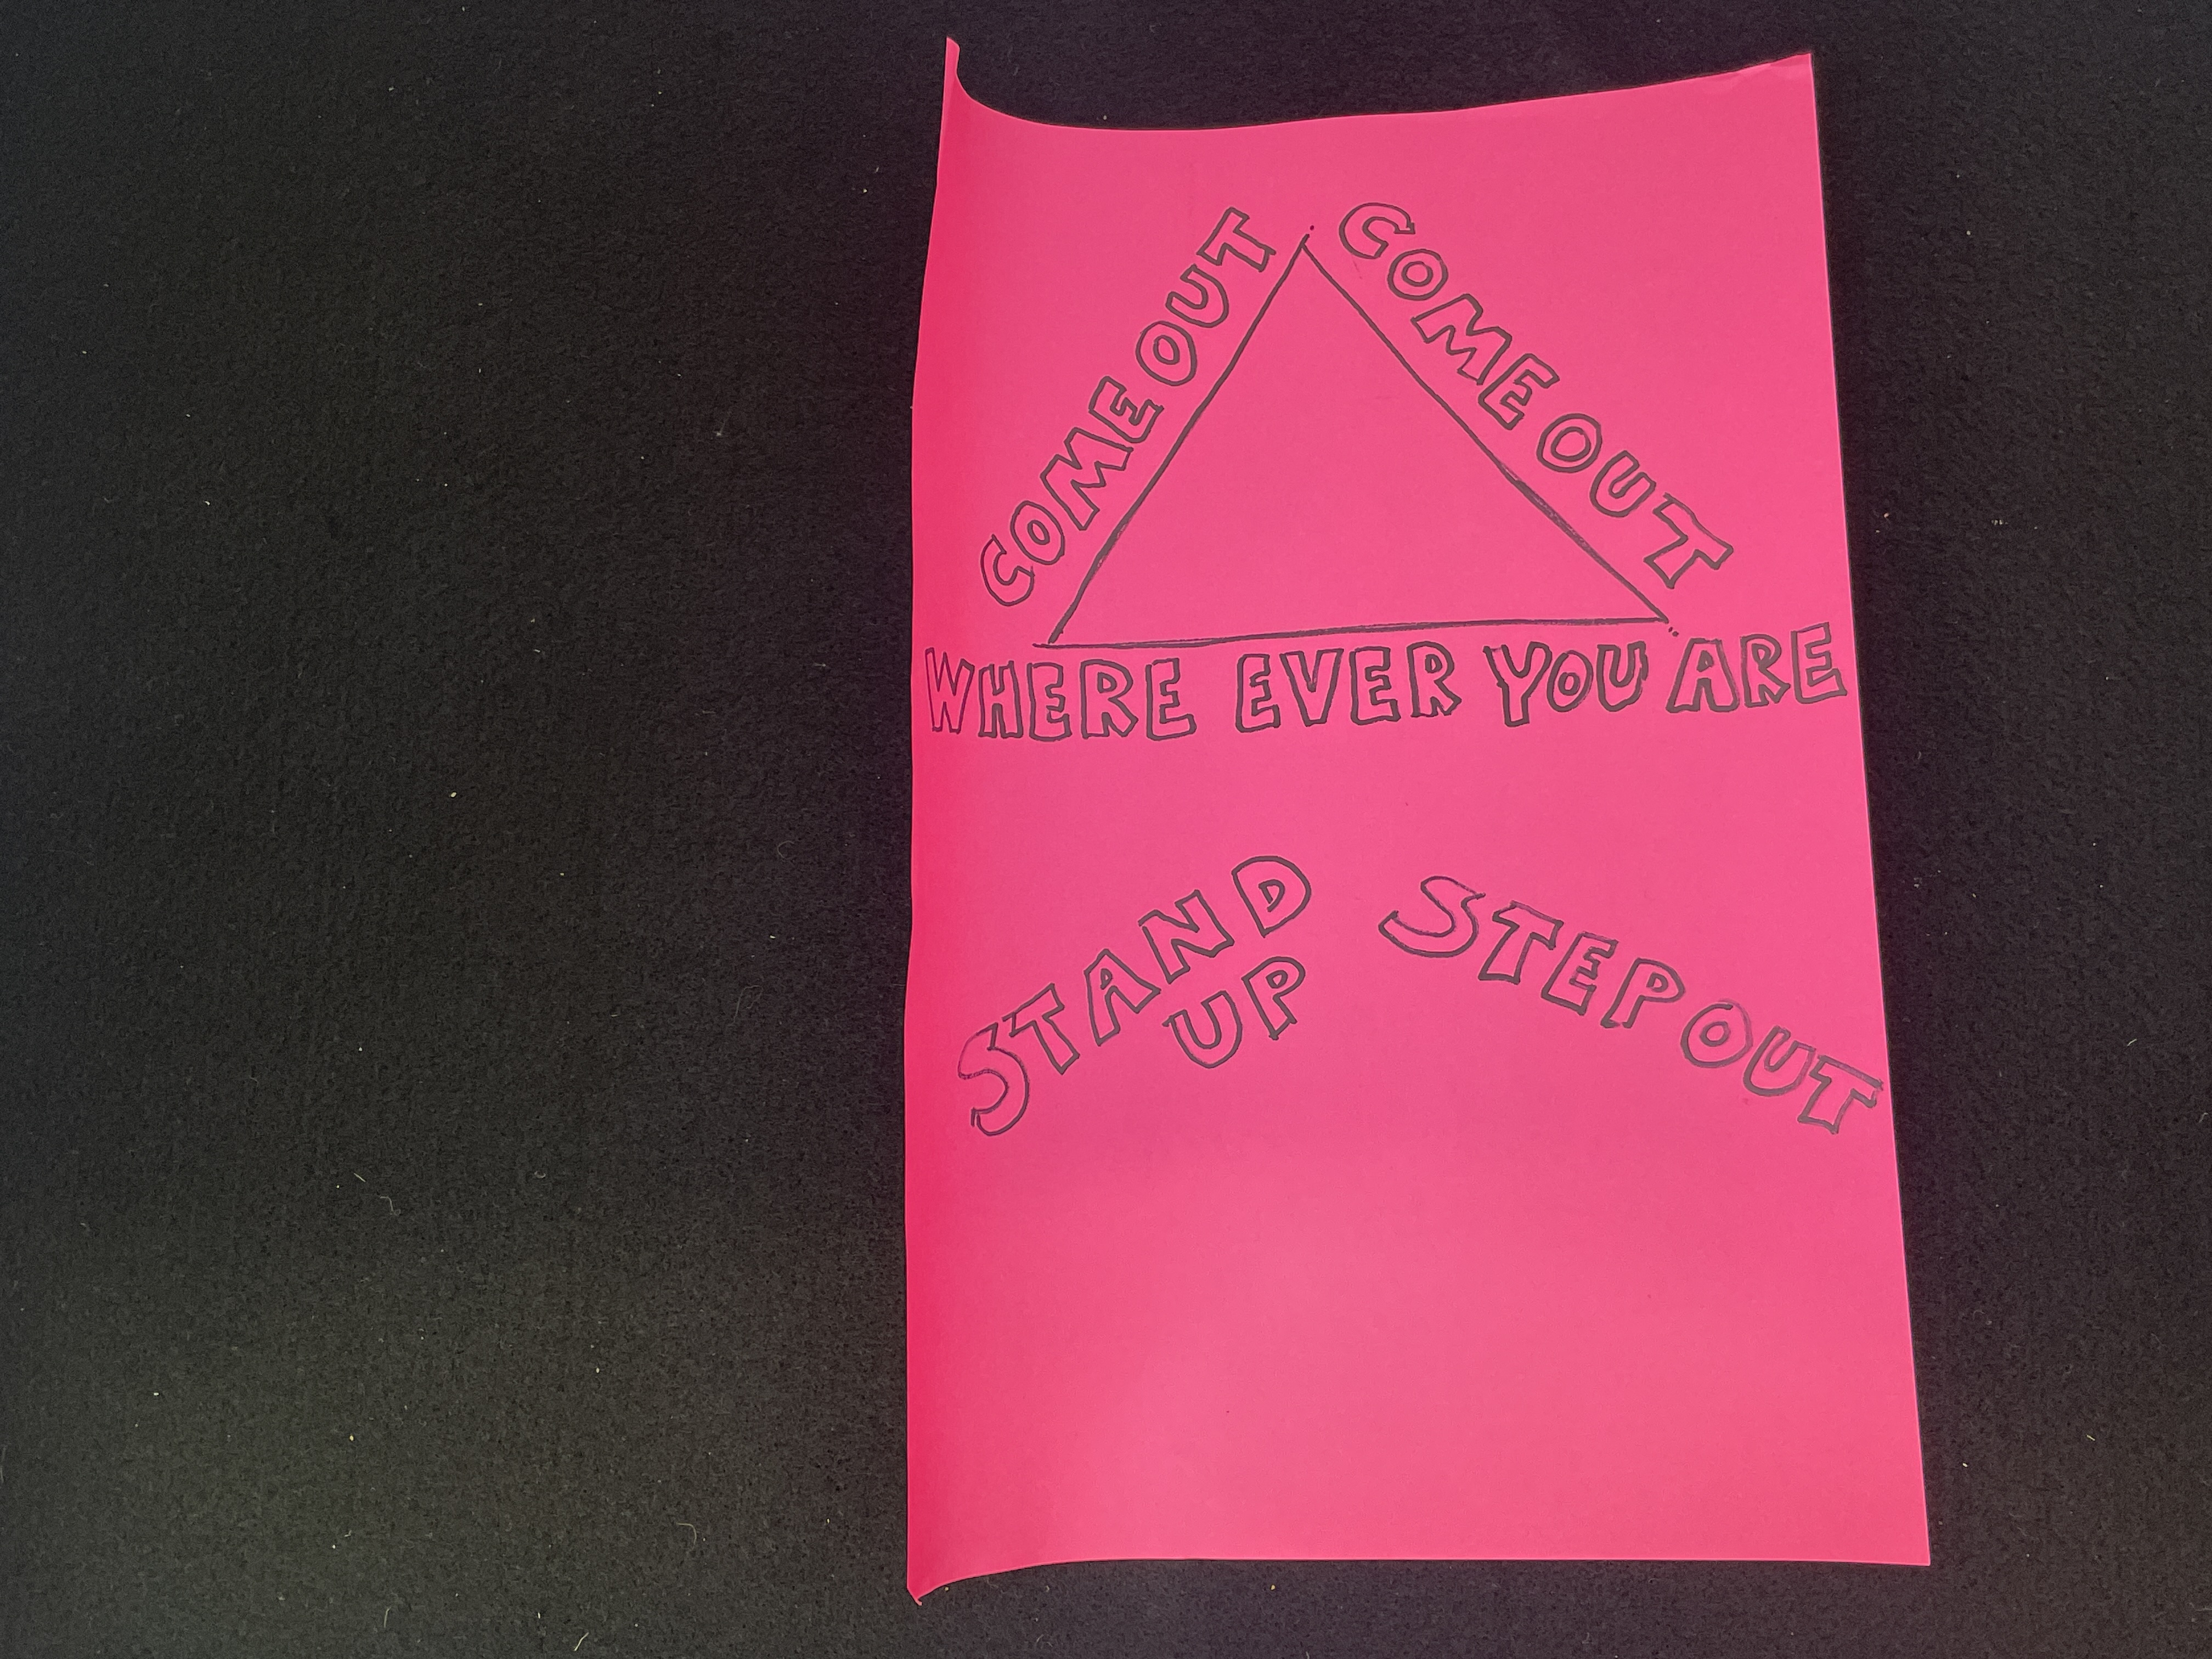 COME OUT
COME OUT
WHERE EVER YOU ARE
STAND
UP
STEP OUT